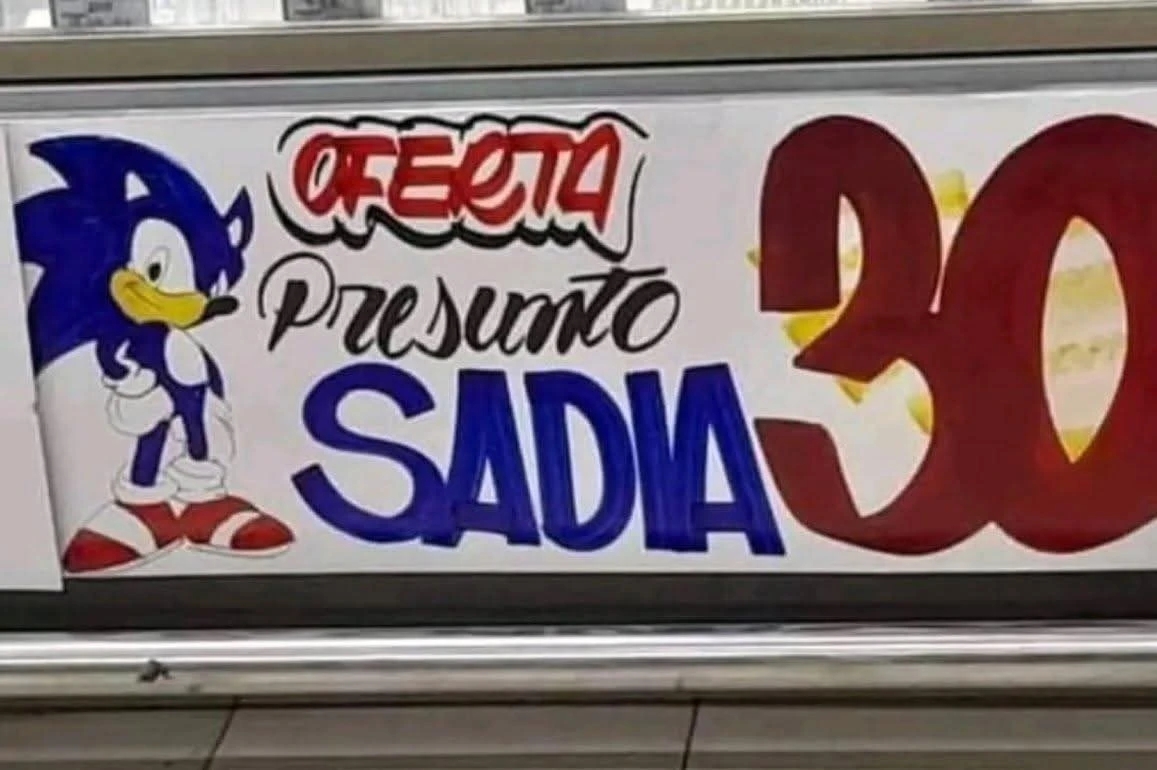 OFERTA
Presunto
SADIA
30